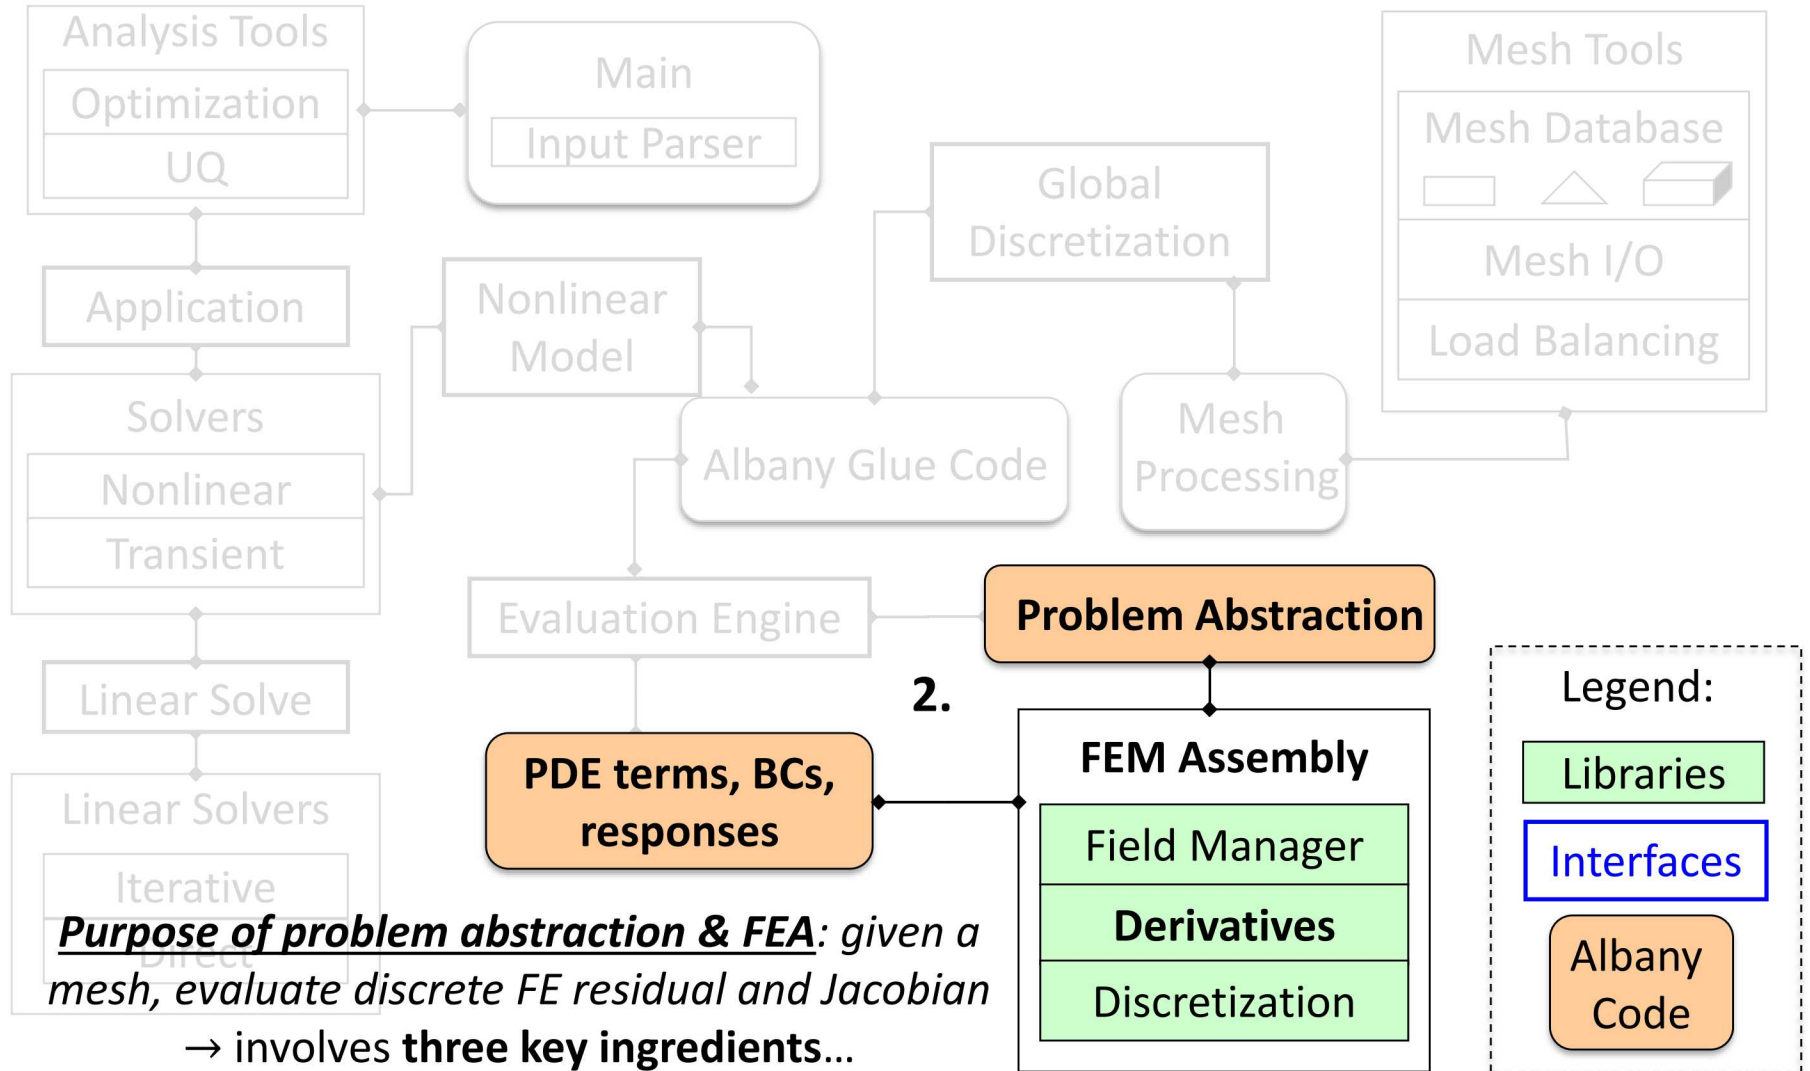 Analysis Tools
Optimization
UQ
Main
Input Parser
Mesh Tools
Mesh Database
Mesh I/O
Load Balancing
Global
Discretization
Application
Nonlinear
Model
Solvers
Nonlinear
Transient
Albany Glue Code
Mesh
Processing
Evaluation Engine
Problem Abstraction
Linear Solve
2.
PDE terms, BCs,
responses
FEM Assembly
Field Manager
Derivatives
Discretization
Linear Solvers
Iterative
Direct
Purpose of problem abstraction & FEA: given a
mesh, evaluate discrete FE residual and Jacobian
→ involves three key ingredients…
Legend:
Libraries
Interfaces
Albany
Code